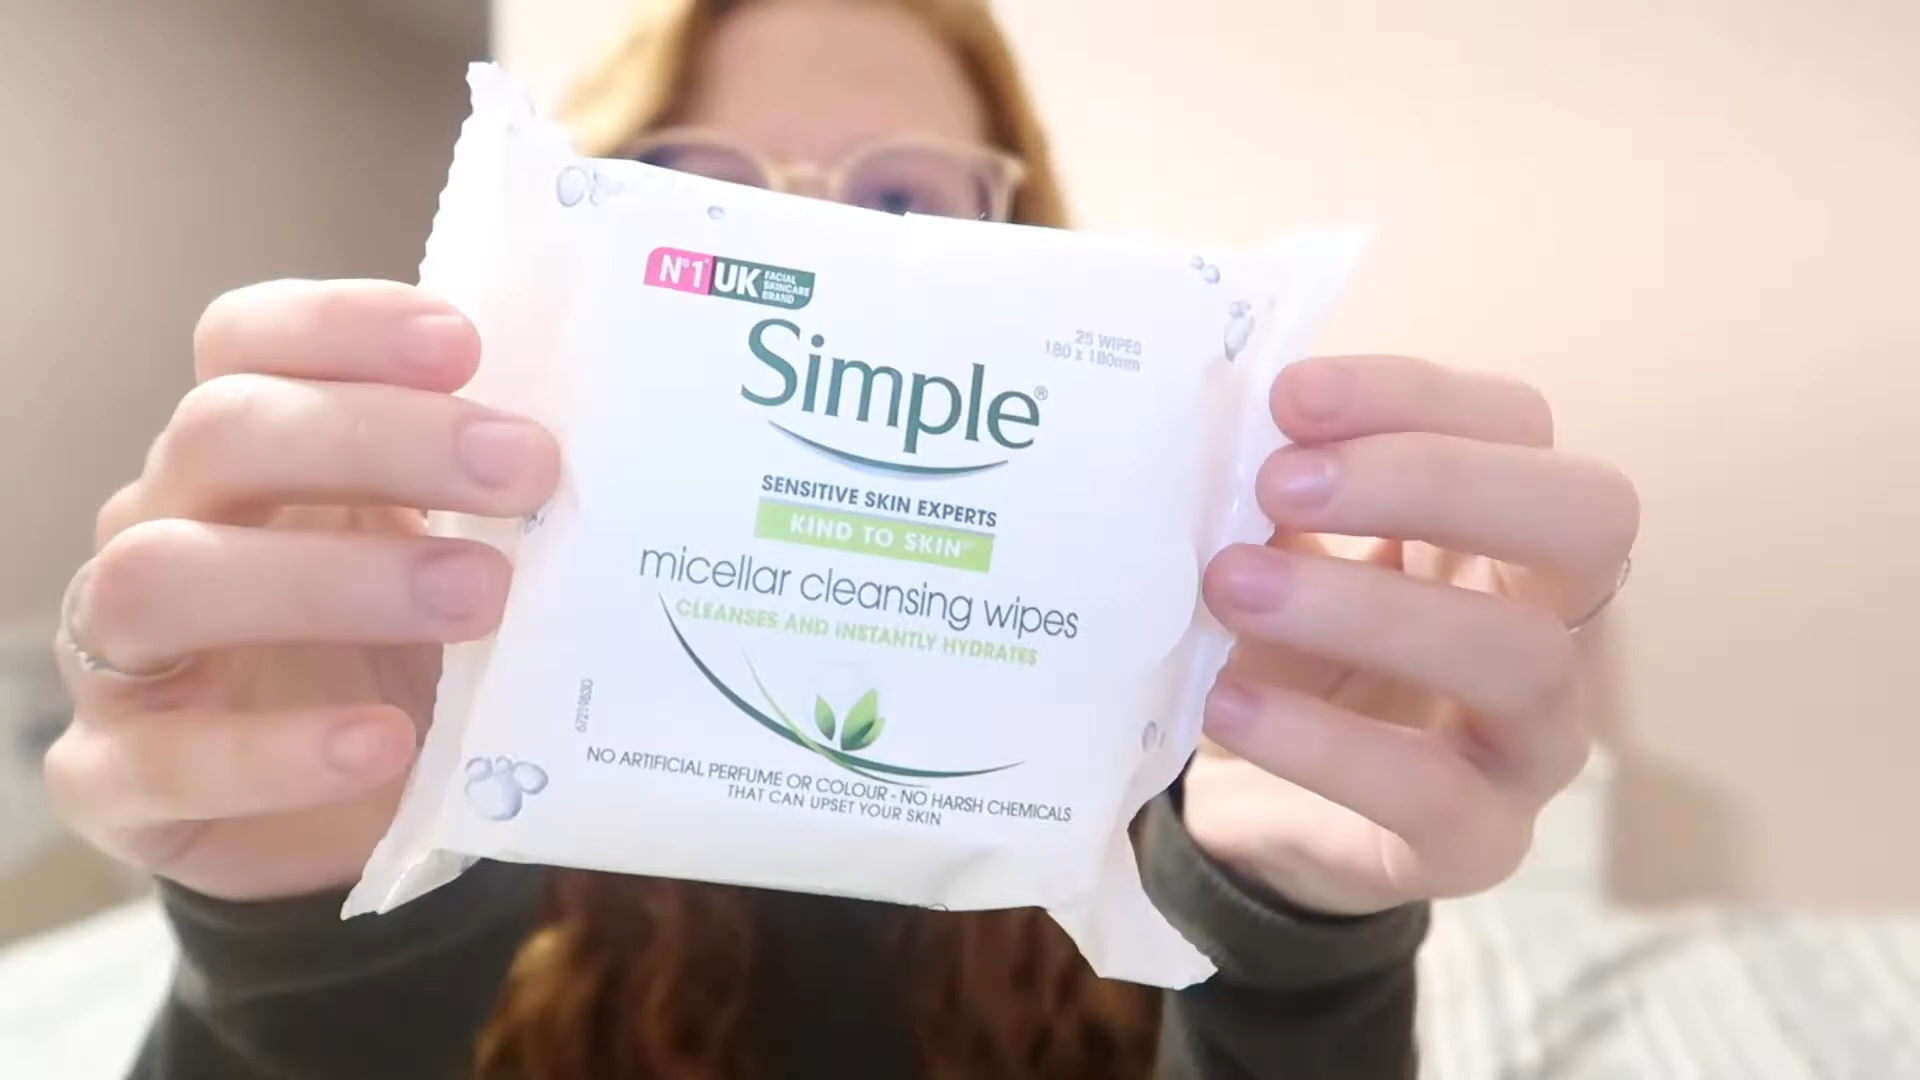 N°1 UK FACIAL SKINCARE BRAND
Simple®
25 WIPES
180 x 180mm
SENSITIVE SKIN EXPERTS
KIND TO SKIN
micellar cleansing wipes
CLEANSES AND INSTANTLY HYDRATES
NO ARTIFICIAL PERFUME OR COLOUR - NO HARSH CHEMICALS
THAT CAN UPSET YOUR SKIN